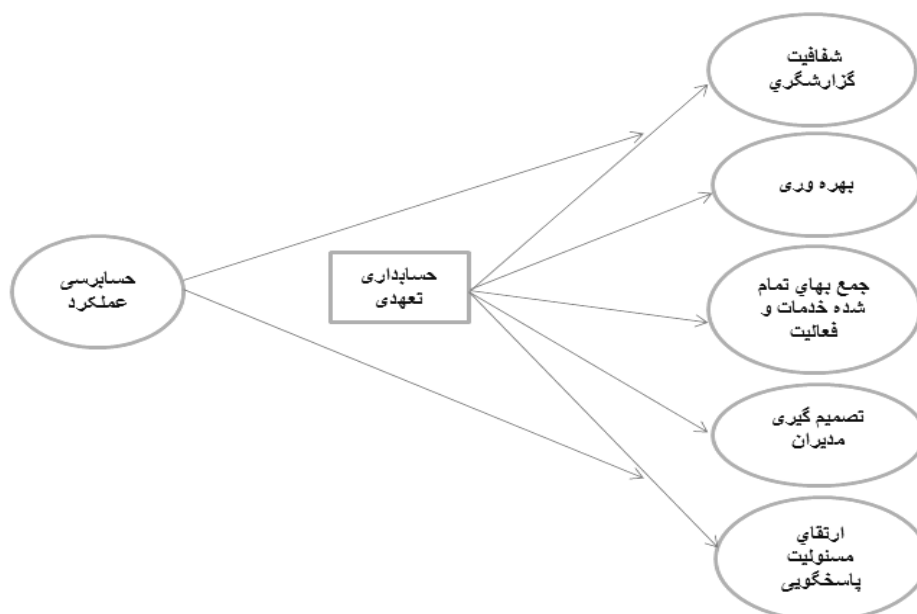 شفافیت
گزارشگري
بهره وری
حسابرسی
عملکرد
حسابداری
تعهدی
جمع بهاي تمام
شده خدمات و
فعالیت
تصمیم گیری
مدیران
ارتقاي
مسئولیت
پاسخگویی